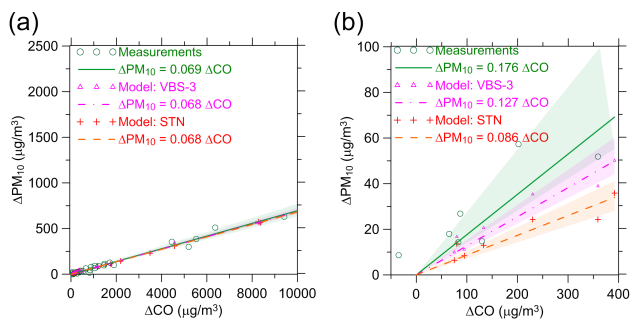 (a)
2500
2000
1500
1000
500
0
ΔPM₁₀ (μg/m³)
Measurements
ΔPM₁₀ = 0.069 ΔCO
Model: VBS-3
ΔPM₁₀ = 0.068 ΔCO
Model: STN
ΔPM₁₀ = 0.068 ΔCO
0 2000 4000 6000 8000 10000
ΔCO (μg/m³)
(b)
100
80
60
40
20
0
ΔPM₁₀ (μg/m³)
Measurements
ΔPM₁₀ = 0.176 ΔCO
Model: VBS-3
ΔPM₁₀ = 0.127 ΔCO
Model: STN
ΔPM₁₀ = 0.086 ΔCO
0 100 200 300 400
ΔCO (μg/m³)